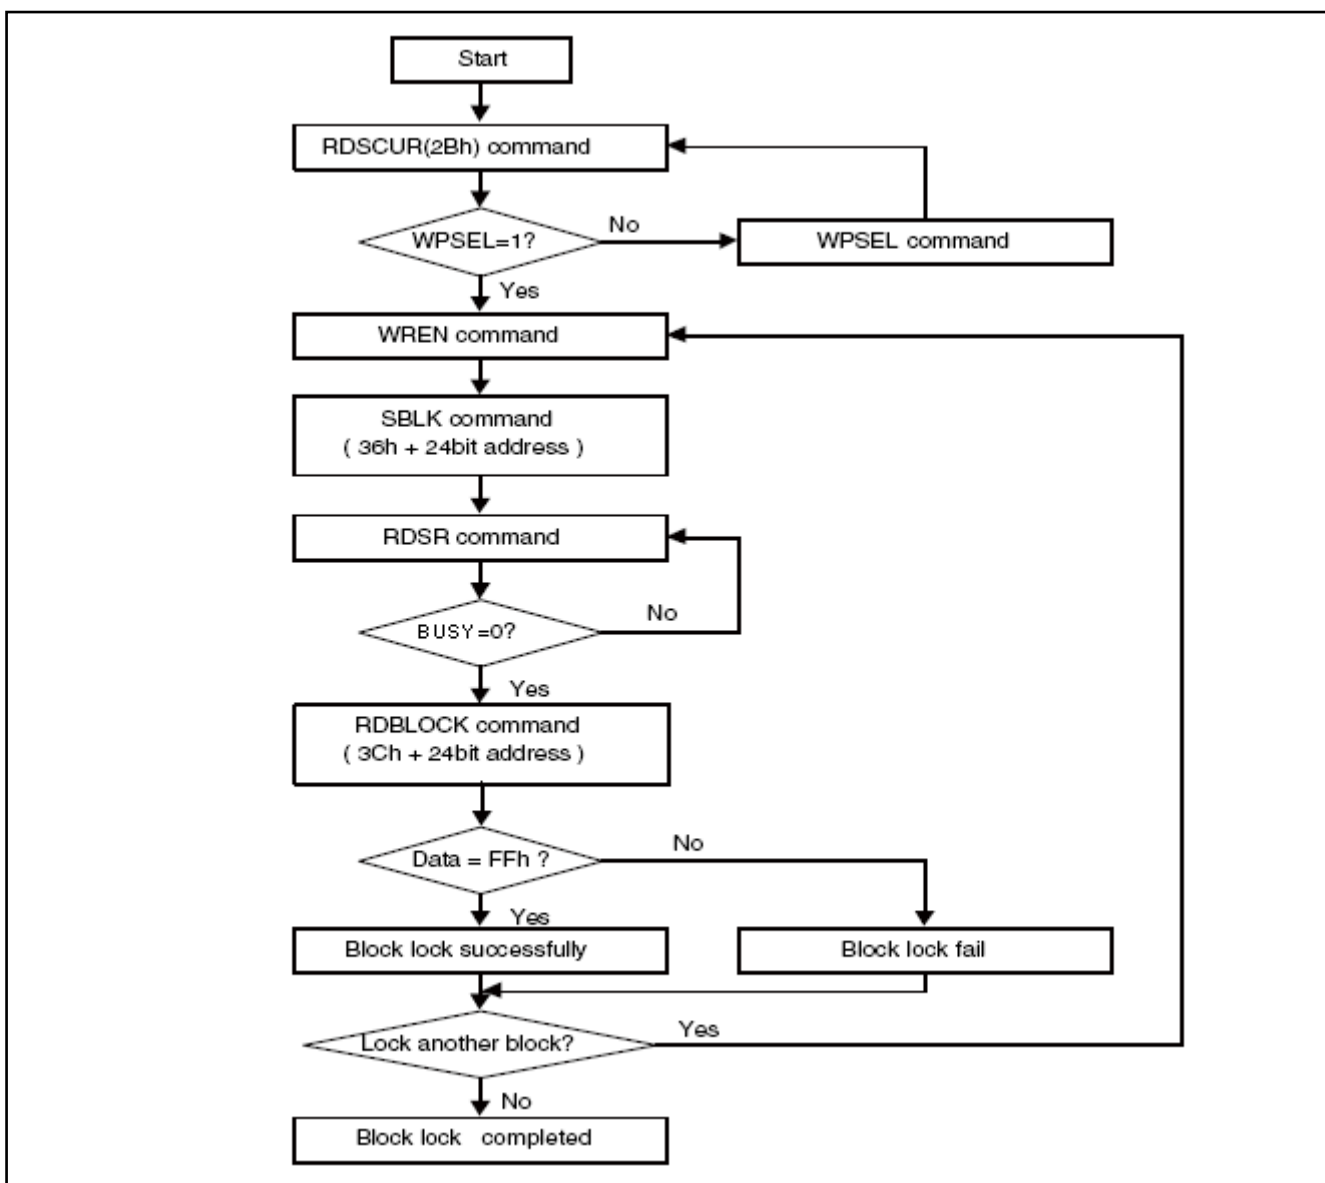 Start
RDSCUR(2Bh) command
WPSEL=1?
No
WPSEL command
Yes
WREN command
SBLK command
( 36h + 24bit address )
RDSR command
BUSY=0?
No
Yes
RDBLOCK command
( 3Ch + 24bit address )
Data = FFh ?
No
Yes
Block lock successfully
Block lock fail
Lock another block?
Yes
No
Block lock completed